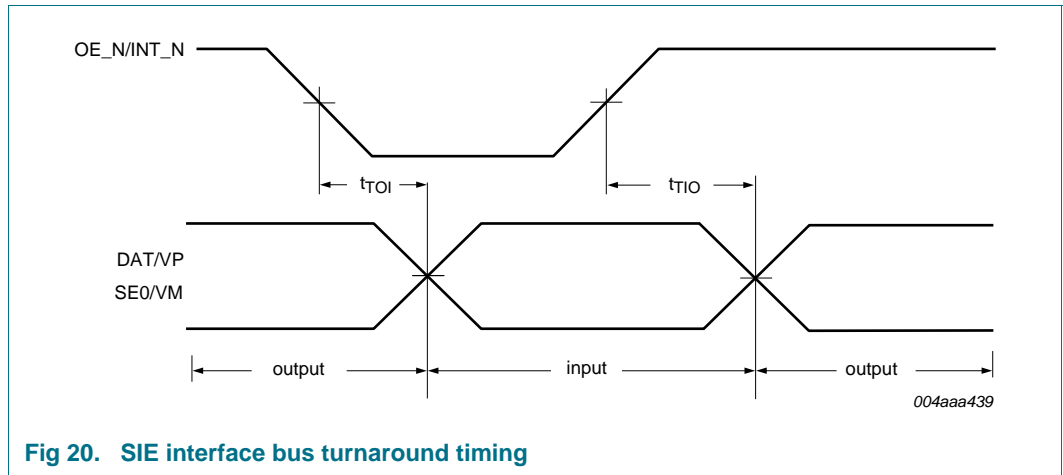 OE_N/INT_N
tTOI
tTIO
DAT/VP
SE0/VM
output
input
output
004aaa439
Fig 20. SIE interface bus turnaround timing